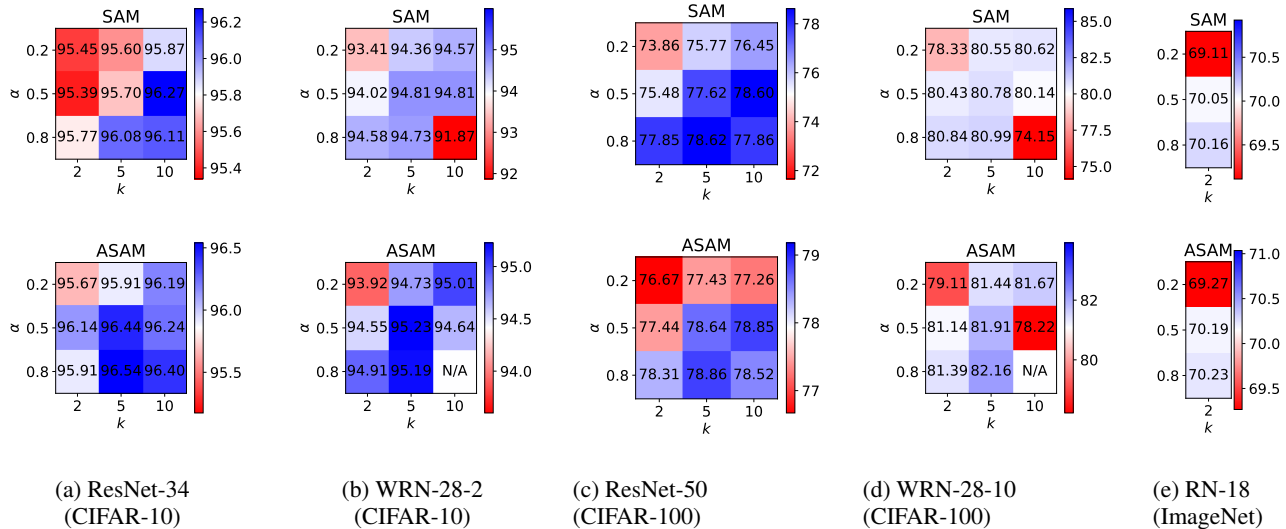 SAM
0.2 95.45 95.60 95.87
α 0.5 95.39 95.70 96.27
0.8 95.77 96.08 96.11
2 5 10
k
96.2
96.0
95.8
95.6
95.4
SAM
0.2 93.41 94.36 94.57
α 0.5 94.02 94.81 94.81
0.8 94.58 94.73 91.87
2 5 10
k
95
94
93
92
SAM
0.2 73.86 75.77 76.45
α 0.5 75.48 77.62 78.60
0.8 77.85 78.62 77.86
2 5 10
k
78
76
74
72
SAM
0.2 78.33 80.55 80.62
α 0.5 80.43 80.78 80.14
0.8 80.84 80.99 74.15
2 5 10
k
85.0
82.5
80.0
77.5
75.0
SAM
0.2 69.11
α 0.5 70.05
0.8 70.16
2
k
70.5
70.0
69.5
ASAM
0.2 95.67 95.91 96.19
α 0.5 96.14 96.44 96.24
0.8 95.91 96.54 96.40
2 5 10
k
96.5
96.0
95.5
ASAM
0.2 93.92 94.73 95.01
α 0.5 94.55 95.23 94.64
0.8 94.91 95.19 N/A
2 5 10
k
95.0
94.5
94.0
ASAM
0.2 76.67 77.43 77.26
α 0.5 77.44 78.64 78.85
0.8 78.31 78.86 78.52
2 5 10
k
79
78
77
ASAM
0.2 79.11 81.44 81.67
α 0.5 81.14 81.91 78.22
0.8 81.39 82.16 N/A
2 5 10
k
82
80
ASAM
0.2 69.27
α 0.5 70.19
0.8 70.23
2
k
71.0
70.5
70.0
69.5
(a) ResNet-34
(CIFAR-10)
(b) WRN-28-2
(CIFAR-10)
(c) ResNet-50
(CIFAR-100)
(d) WRN-28-10
(CIFAR-100)
(e) RN-18
(ImageNet)